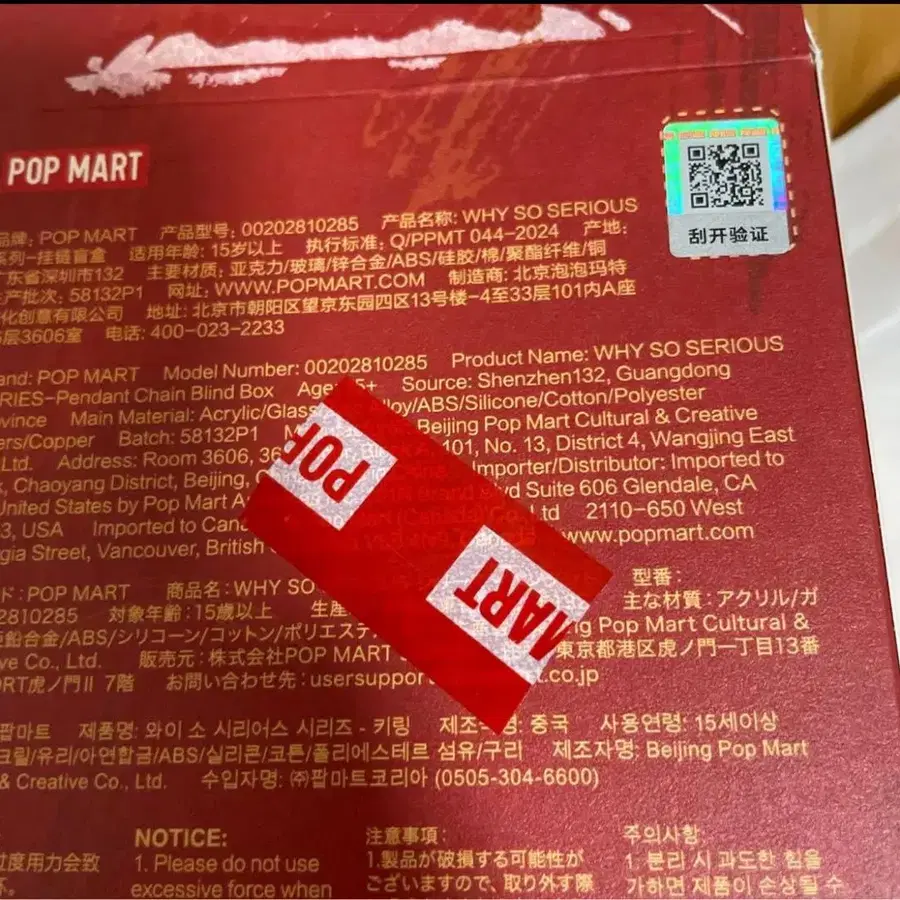 POP MART
品牌: POP MART 产品型号: 00202810285 产品名称: WHY SO SERIOUS
系列-挂链盲盒 适用年龄: 15岁以上 执行标准: Q/PPMT 044-2024 产地:
广东省深圳市132 主要材质: 亚克力/玻璃/锌合金/ABS/硅胶/棉/聚酯纤维/铜
生产批次: 58132P1 网址: WWW.POPMART.COM 制造商: 北京泡泡玛特
化创意有限公司 地址: 北京市朝阳区望京东园四区13号楼-4至33层101内A座
层3606室 电话: 400-023-2233
刮开验证
and: POP MART Model Number: 00202810285 Product Name: WHY SO SERIOUS
RIES-Pendant Chain Blind Box Age 5+ Source: Shenzhen132, Guangdong
vince Main Material: Acrylic/Glass lloy/ABS/Silicone/Cotton/Polyester
ers/Copper Batch: 58132P1 Beijing Pop Mart Cultural & Creative
Ltd. Address: Room 3606, 36 101, No. 13, District 4, Wangjing East
k, Chaoyang District, Beijing, Importer/Distributor: Imported to
United States by Pop Mart A Brand Blvd Suite 606 Glendale, CA
3, USA Imported to Cana Ltd 2110-650 West
gia Street, Vancouver, British www.popmart.com
POP
MART
ド: POP MART 商品名: WHY SO 型番:
2810285 対象年齢: 15歳以上 生産 主な材質: アクリル/ガ
亜鉛合金/ABS/シリコーン/コットン/ポリエステ ng Pop Mart Cultural &
ve Co., Ltd. 販売元: 株式会社POP MART 東京都港区虎ノ門一丁目13番
ORT虎ノ門Ⅱ 7階 お問い合わせ先: usersuppor .co.jp
팝마트 제품명: 와이 소 시리어스 시리즈 - 키링 제조국: 중국 사용연령: 15세이상
크릴/유리/아연합금/ABS/실리콘/코튼/폴리에스테르 섬유/구리 제조자명: Beijing Pop Mart
& Creative Co., Ltd. 수입자명: ㈜팝마트코리아 (0505-304-6600)
过度用力会致
NOTICE:
1. Please do not use
excessive force when
注意事項:
1.製品が破損する可能性が
ございますので、取り外す際
주의사항
1. 분리 시 과도한 힘을
가하면 제품이 손상될 수